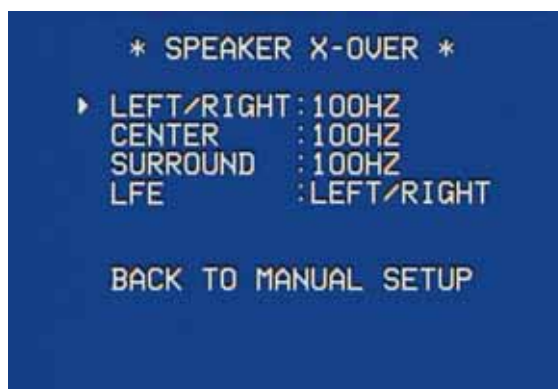 * SPEAKER X-OVER *
LEFT/RIGHT:100HZ
CENTER :100HZ
SURROUND :100HZ
LFE :LEFT/RIGHT
BACK TO MANUAL SETUP